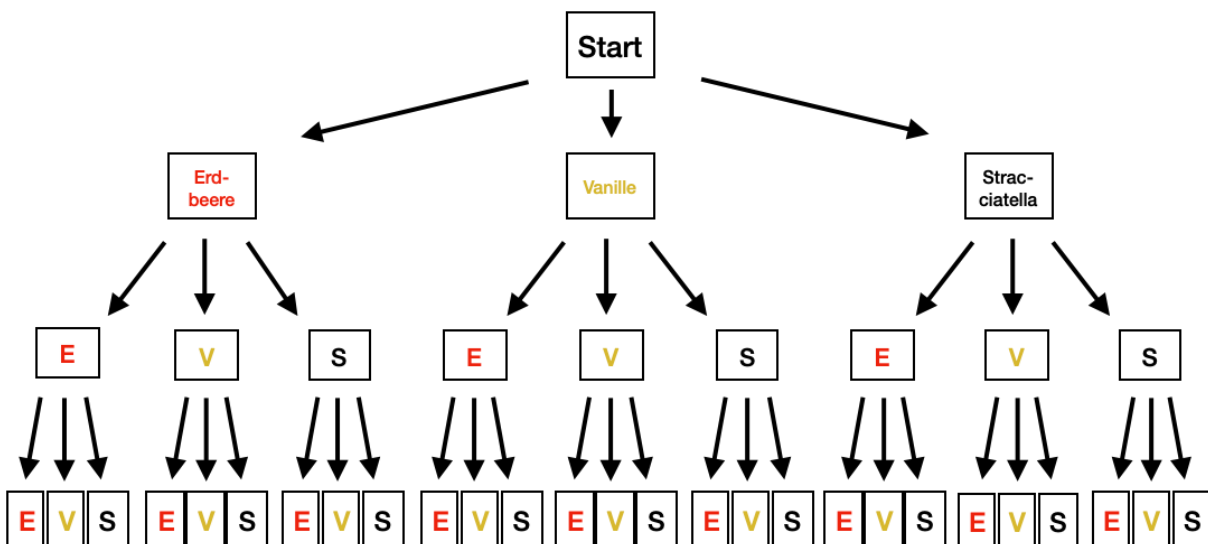 Start
Erd-
beere
Vanille
Strac-
ciatella
E V S E V S E V S
E V S E V S E V S E V S E V S E V S E V S E V S E V S